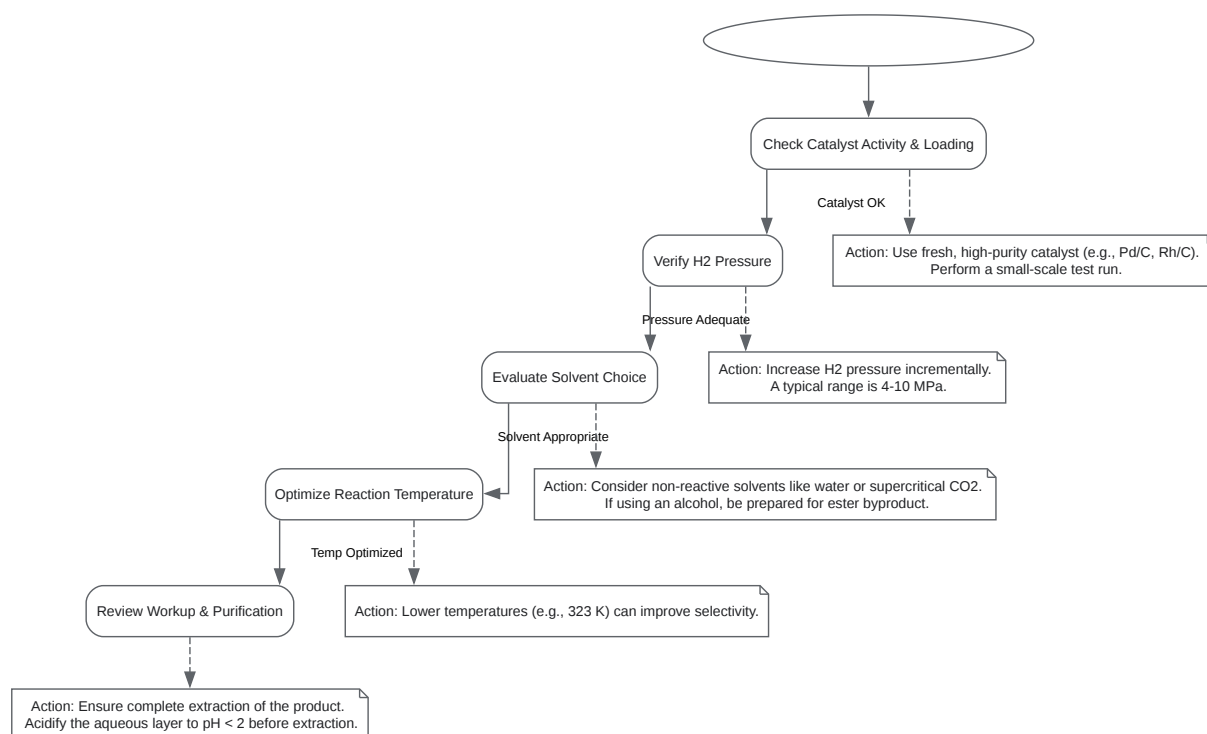 Check Catalyst Activity & Loading
Catalyst OK
Verify H2 Pressure
Action: Use fresh, high-purity catalyst (e.g., Pd/C, Rh/C).
Perform a small-scale test run.
Pressure Adequate
Evaluate Solvent Choice
Action: Increase H2 pressure incrementally.
A typical range is 4-10 MPa.
Solvent Appropriate
Optimize Reaction Temperature
Action: Consider non-reactive solvents like water or supercritical CO2.
If using an alcohol, be prepared for ester byproduct.
Temp Optimized
Review Workup & Purification
Action: Lower temperatures (e.g., 323 K) can improve selectivity.
Action: Ensure complete extraction of the product.
Acidify the aqueous layer to pH < 2 before extraction.